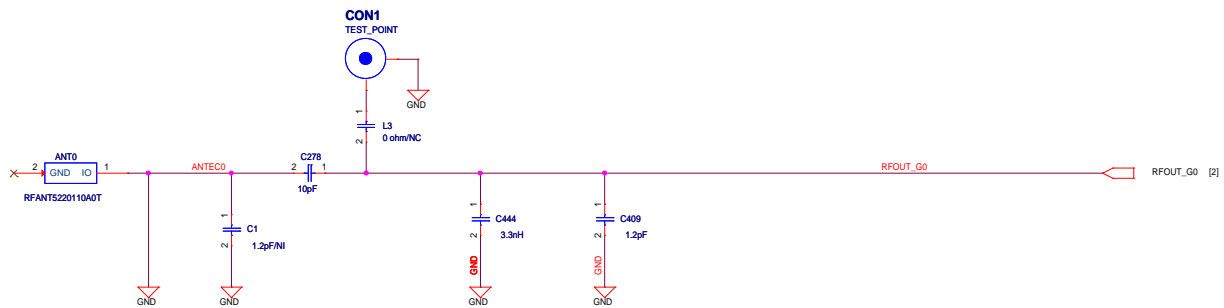 CON1
TEST_POINT
GND
1
L3
2
0 ohm/NC
ANT0
2
GND IO
1
RFANT5220110A0T
ANTEC0
C278
2
1
10pF
RFOUT_G0
RFOUT_G0 [2]
1
C1
2
1.2pF/NI
1
C444
2
3.3nH
GND
1
C409
2
1.2pF
GND
GND
GND
GND
GND